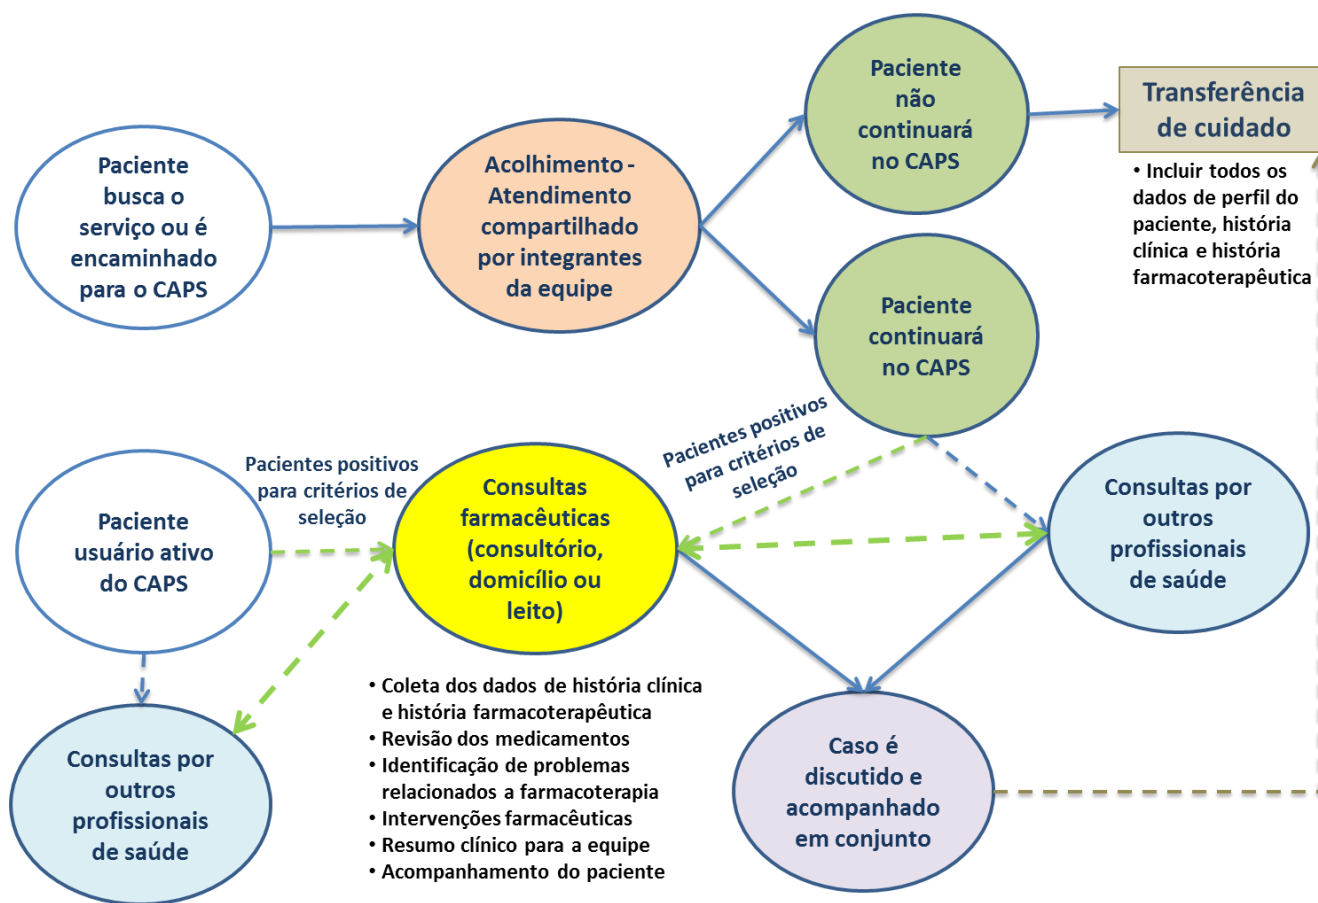 Paciente
busca o
serviço ou é
encaminhado
para o CAPS
Acolhimento -
Atendimento
compartilhado
por integrantes
da equipe
Paciente
não
continuará
no CAPS
Transferência
de cuidado
• Incluir todos os
dados de perfil do
paciente, história
clínica e história
farmacoterapêutica
Paciente
continuará
no CAPS
Pacientes positivos
para critérios de
seleção
Paciente
usuário ativo
do CAPS
Pacientes positivos
para critérios de
seleção
Consultas
farmacêuticas
(consultório,
domicílio ou
leito)
Consultas por
outros
profissionais
de saúde
Consultas por
outros
profissionais
de saúde
• Coleta dos dados de história clínica
e história farmacoterapêutica
• Revisão dos medicamentos
• Identificação de problemas
relacionados a farmacoterapia
• Intervenções farmacêuticas
• Resumo clínico para a equipe
• Acompanhamento do paciente
Caso é
discutido e
acompanhado
em conjunto